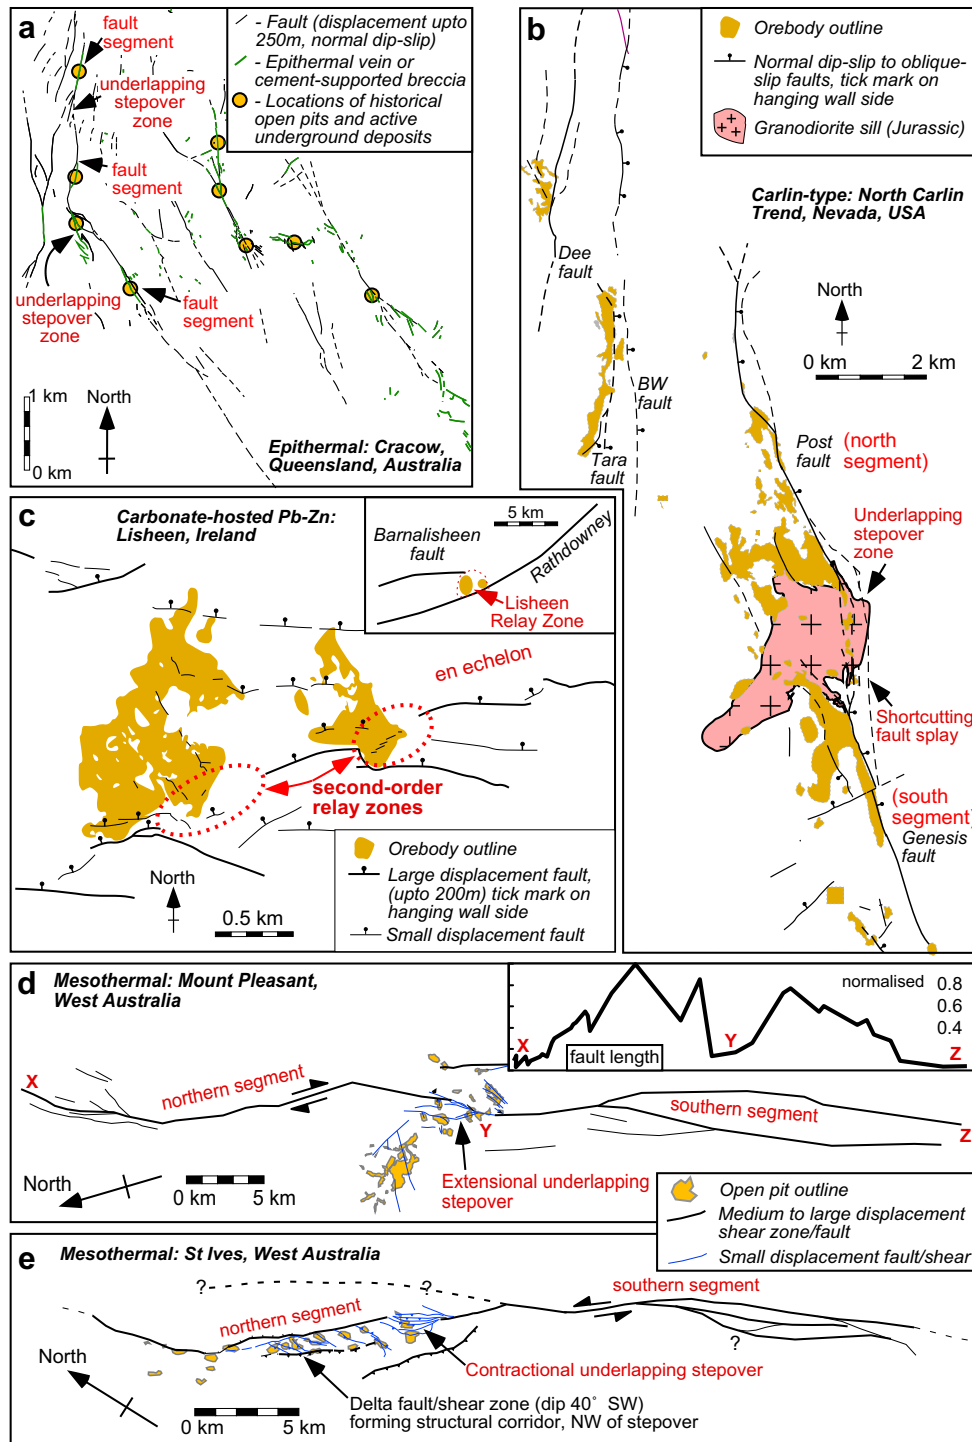 a
fault
segment
underlapping
stepover
zone
fault
segment
underlapping
stepover
zone
fault
segment
- Fault (displacement upto
250m, normal dip-slip)
- Epithermal vein or
cement-supported breccia
- Locations of historical
open pits and active
underground deposits
1 km
0 km
North
Epithermal: Cracow,
Queensland, Australia
b
Orebody outline
Normal dip-slip to oblique-
slip faults, tick mark on
hanging wall side
Granodiorite sill (Jurassic)
Carlin-type: North Carlin
Trend, Nevada, USA
North
0 km 2 km
Dee
fault
BW
fault
Tara
fault
Post
fault
(north
segment)
Underlapping
stepover
zone
Shortcutting
fault splay
(south
segment)
Genesis
fault
c
Carbonate-hosted Pb-Zn:
Lisheen, Ireland
5 km
Barnalisheen
fault
Rathdowney
Lisheen
Relay Zone
en echelon
second-order
relay zones
North
0.5 km
Orebody outline
Large displacement fault,
(upto 200m) tick mark on
hanging wall side
Small displacement fault
d
Mesothermal: Mount Pleasant,
West Australia
normalised
0.8
0.6
0.4
X
Y
Z
fault length
X
northern segment
Y
southern segment
Z
Extensional underlapping
stepover
North
0 km 5 km
Open pit outline
Medium to large displacement
shear zone/fault
Small displacement fault/shear
e
Mesothermal: St Ives, West Australia
?
?
northern segment
southern segment
?
Contractional underlapping stepover
North
Delta fault/shear zone (dip 40° SW)
forming structural corridor, NW of stepover
0 km 5 km